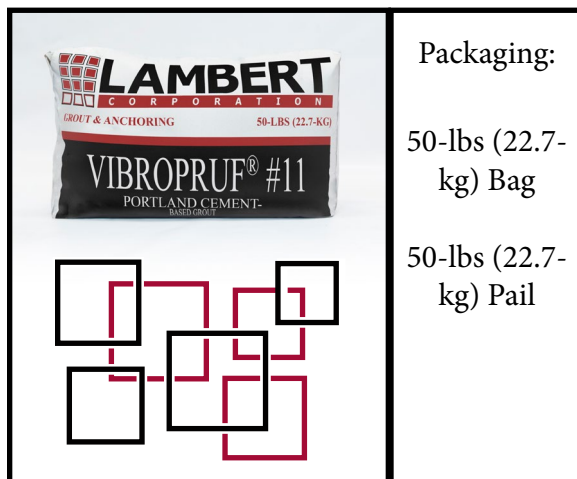 LAMBERT
CORPORATION
GROUT & ANCHORING 50-LBS (22.7-KG)
VIBROPRUF® #11
PORTLAND CEMENT-
BASED GROUT
Packaging:
50-lbs (22.7-
kg) Bag
50-lbs (22.7-
kg) Pail